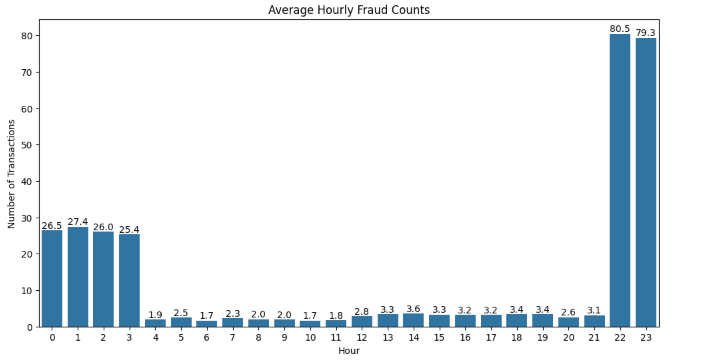 Average Hourly Fraud Counts
Number of Transactions
80
70
60
50
40
30
20
10
0
26.5 27.4 26.0 25.4 1.9 2.5 1.7 2.3 2.0 2.0 1.7 1.8 2.8 3.3 3.6 3.3 3.2 3.2 3.4 3.4 2.6 3.1 80.5 79.3
0 1 2 3 4 5 6 7 8 9 10 11 12 13 14 15 16 17 18 19 20 21 22 23
Hour